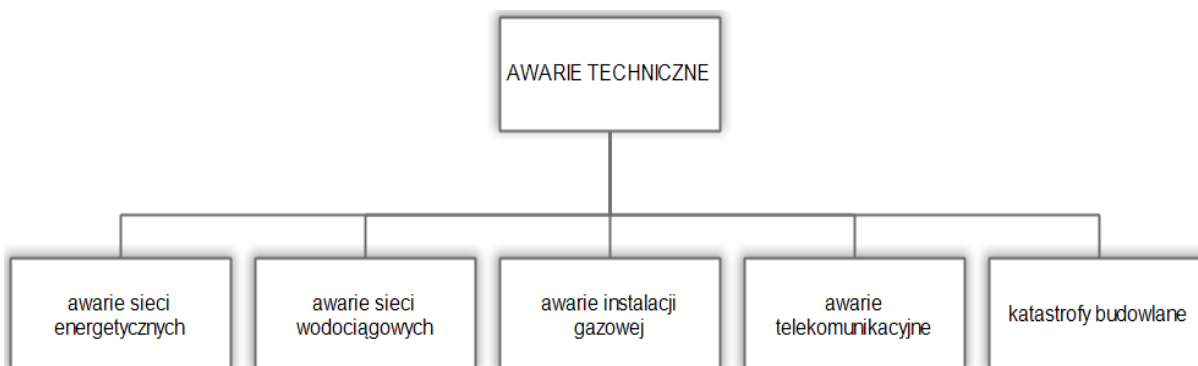 AWARIE TECHNICZNE
awarie sieci
energetycznych
awarie sieci
wodociągowych
awarie instalacji
gazowej
awarie
telekomunikacyjne
katastrofy budowlane